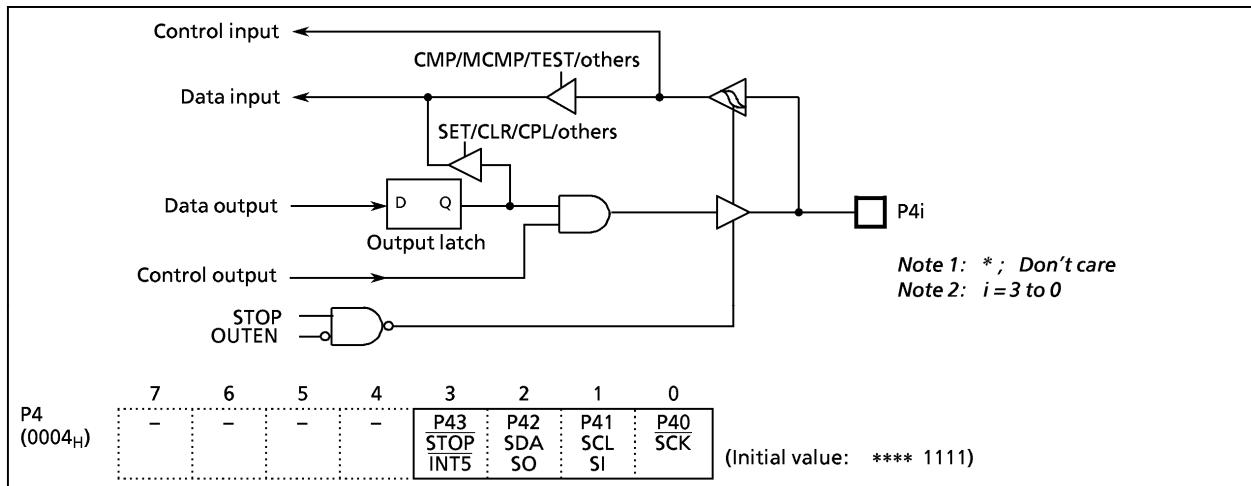 Control input
CMP/MCMP/TEST/others
Data input
SET/CLR/CPL/others
Data output
D Q
P4i
Output latch
Control output
Note 1: * ; Don't care
Note 2: i = 3 to 0
STOP
OUTEN
7 6 5 4 3 2 1 0
P4
(0004H)
– – – – P43 P42 P41 P40
STOP SDA SCL SCK
INT5 SO SI
(Initial value: **** 1111)